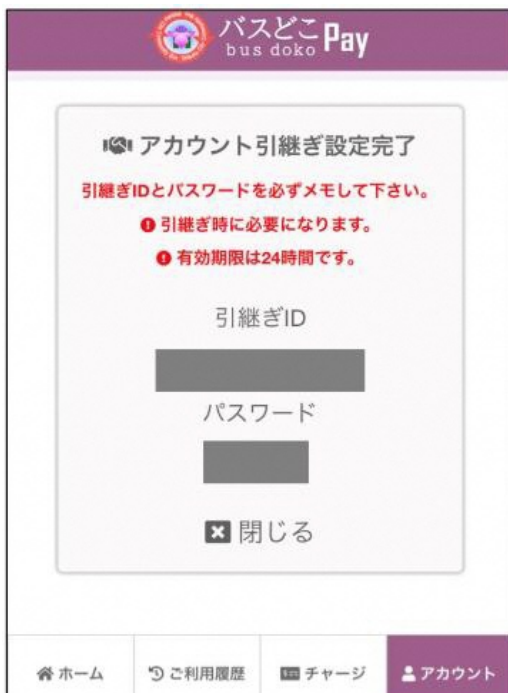 バスどこ Pay
bus doko
アカウント引継ぎ設定完了
引継ぎIDとパスワードを必ずメモして下さい。
引継ぎ時に必要になります。
有効期限は24時間です。
引継ぎID
パスワード
閉じる
ホーム
ご利用履歴
チャージ
アカウント